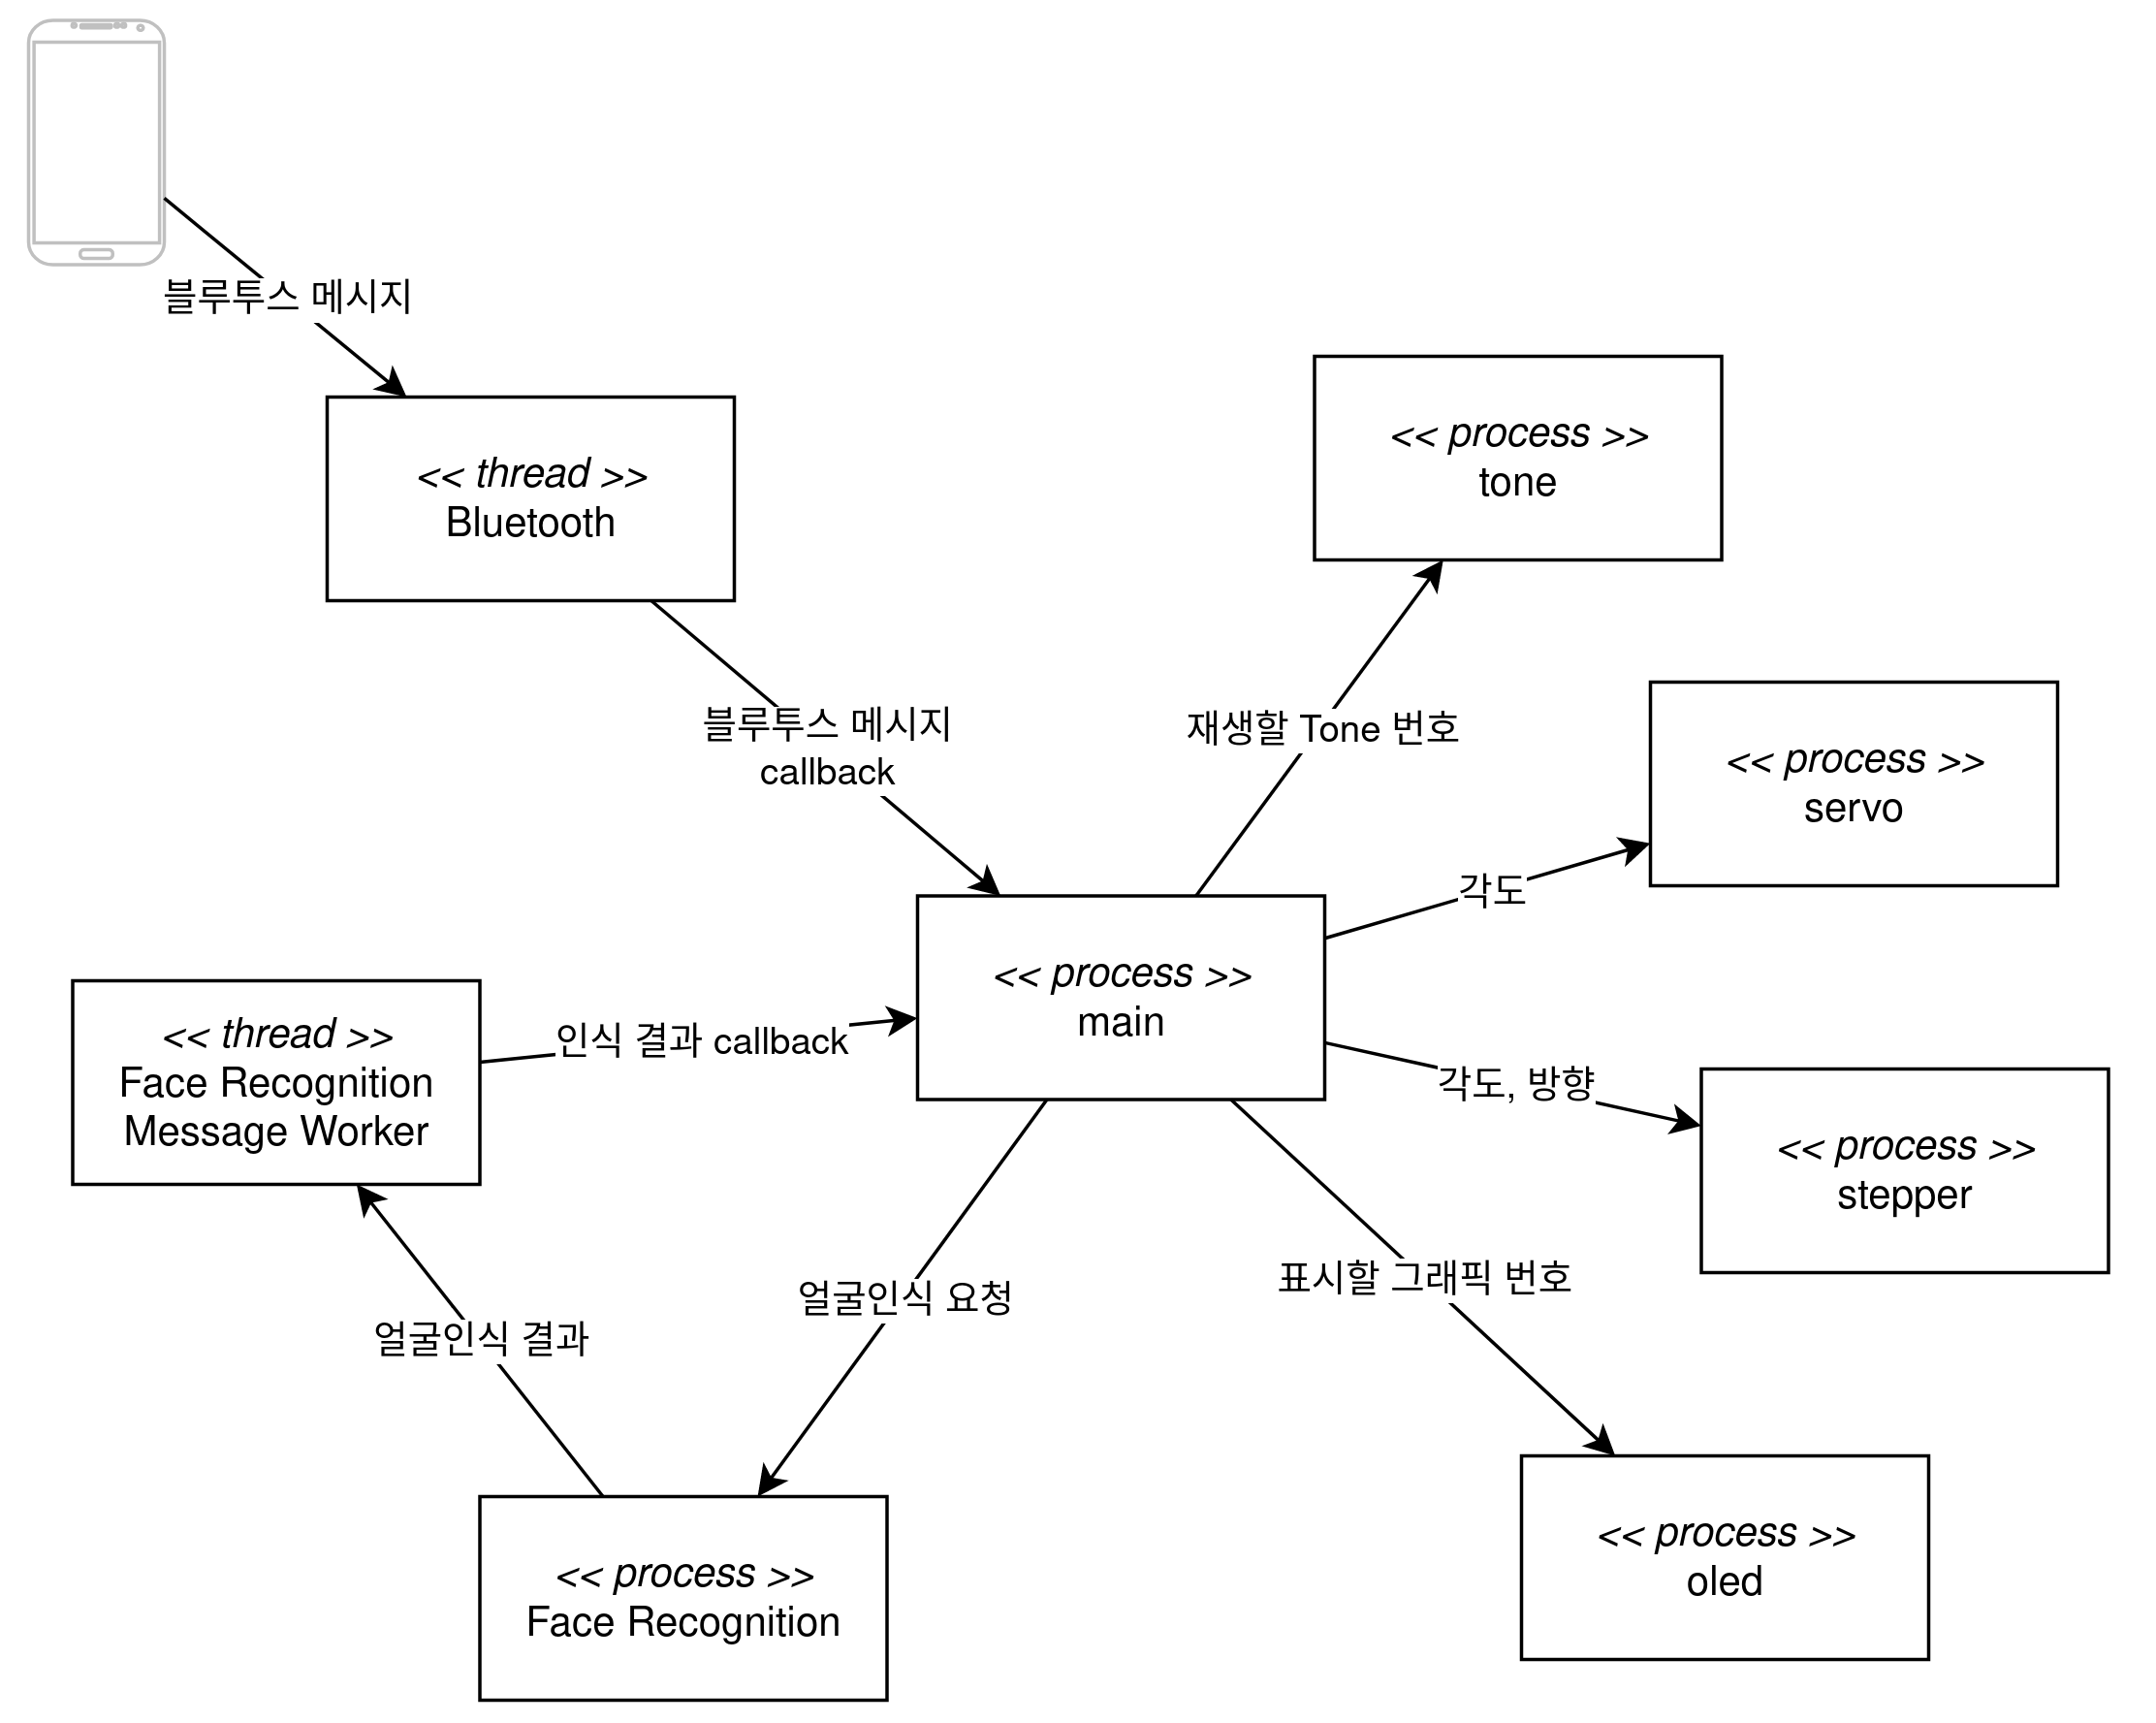 블루투스 메시지
<< thread >>
Bluetooth
<< process >>
tone
블루투스 메시지
callback
재생할 Tone 번호
<< process >>
servo
각도
<< process >>
main
<< thread >>
Face Recognition
Message Worker
인식 결과 callback
각도, 방향
<< process >>
stepper
얼굴인식 결과
얼굴인식 요청
표시할 그래픽 번호
<< process >>
Face Recognition
<< process >>
oled